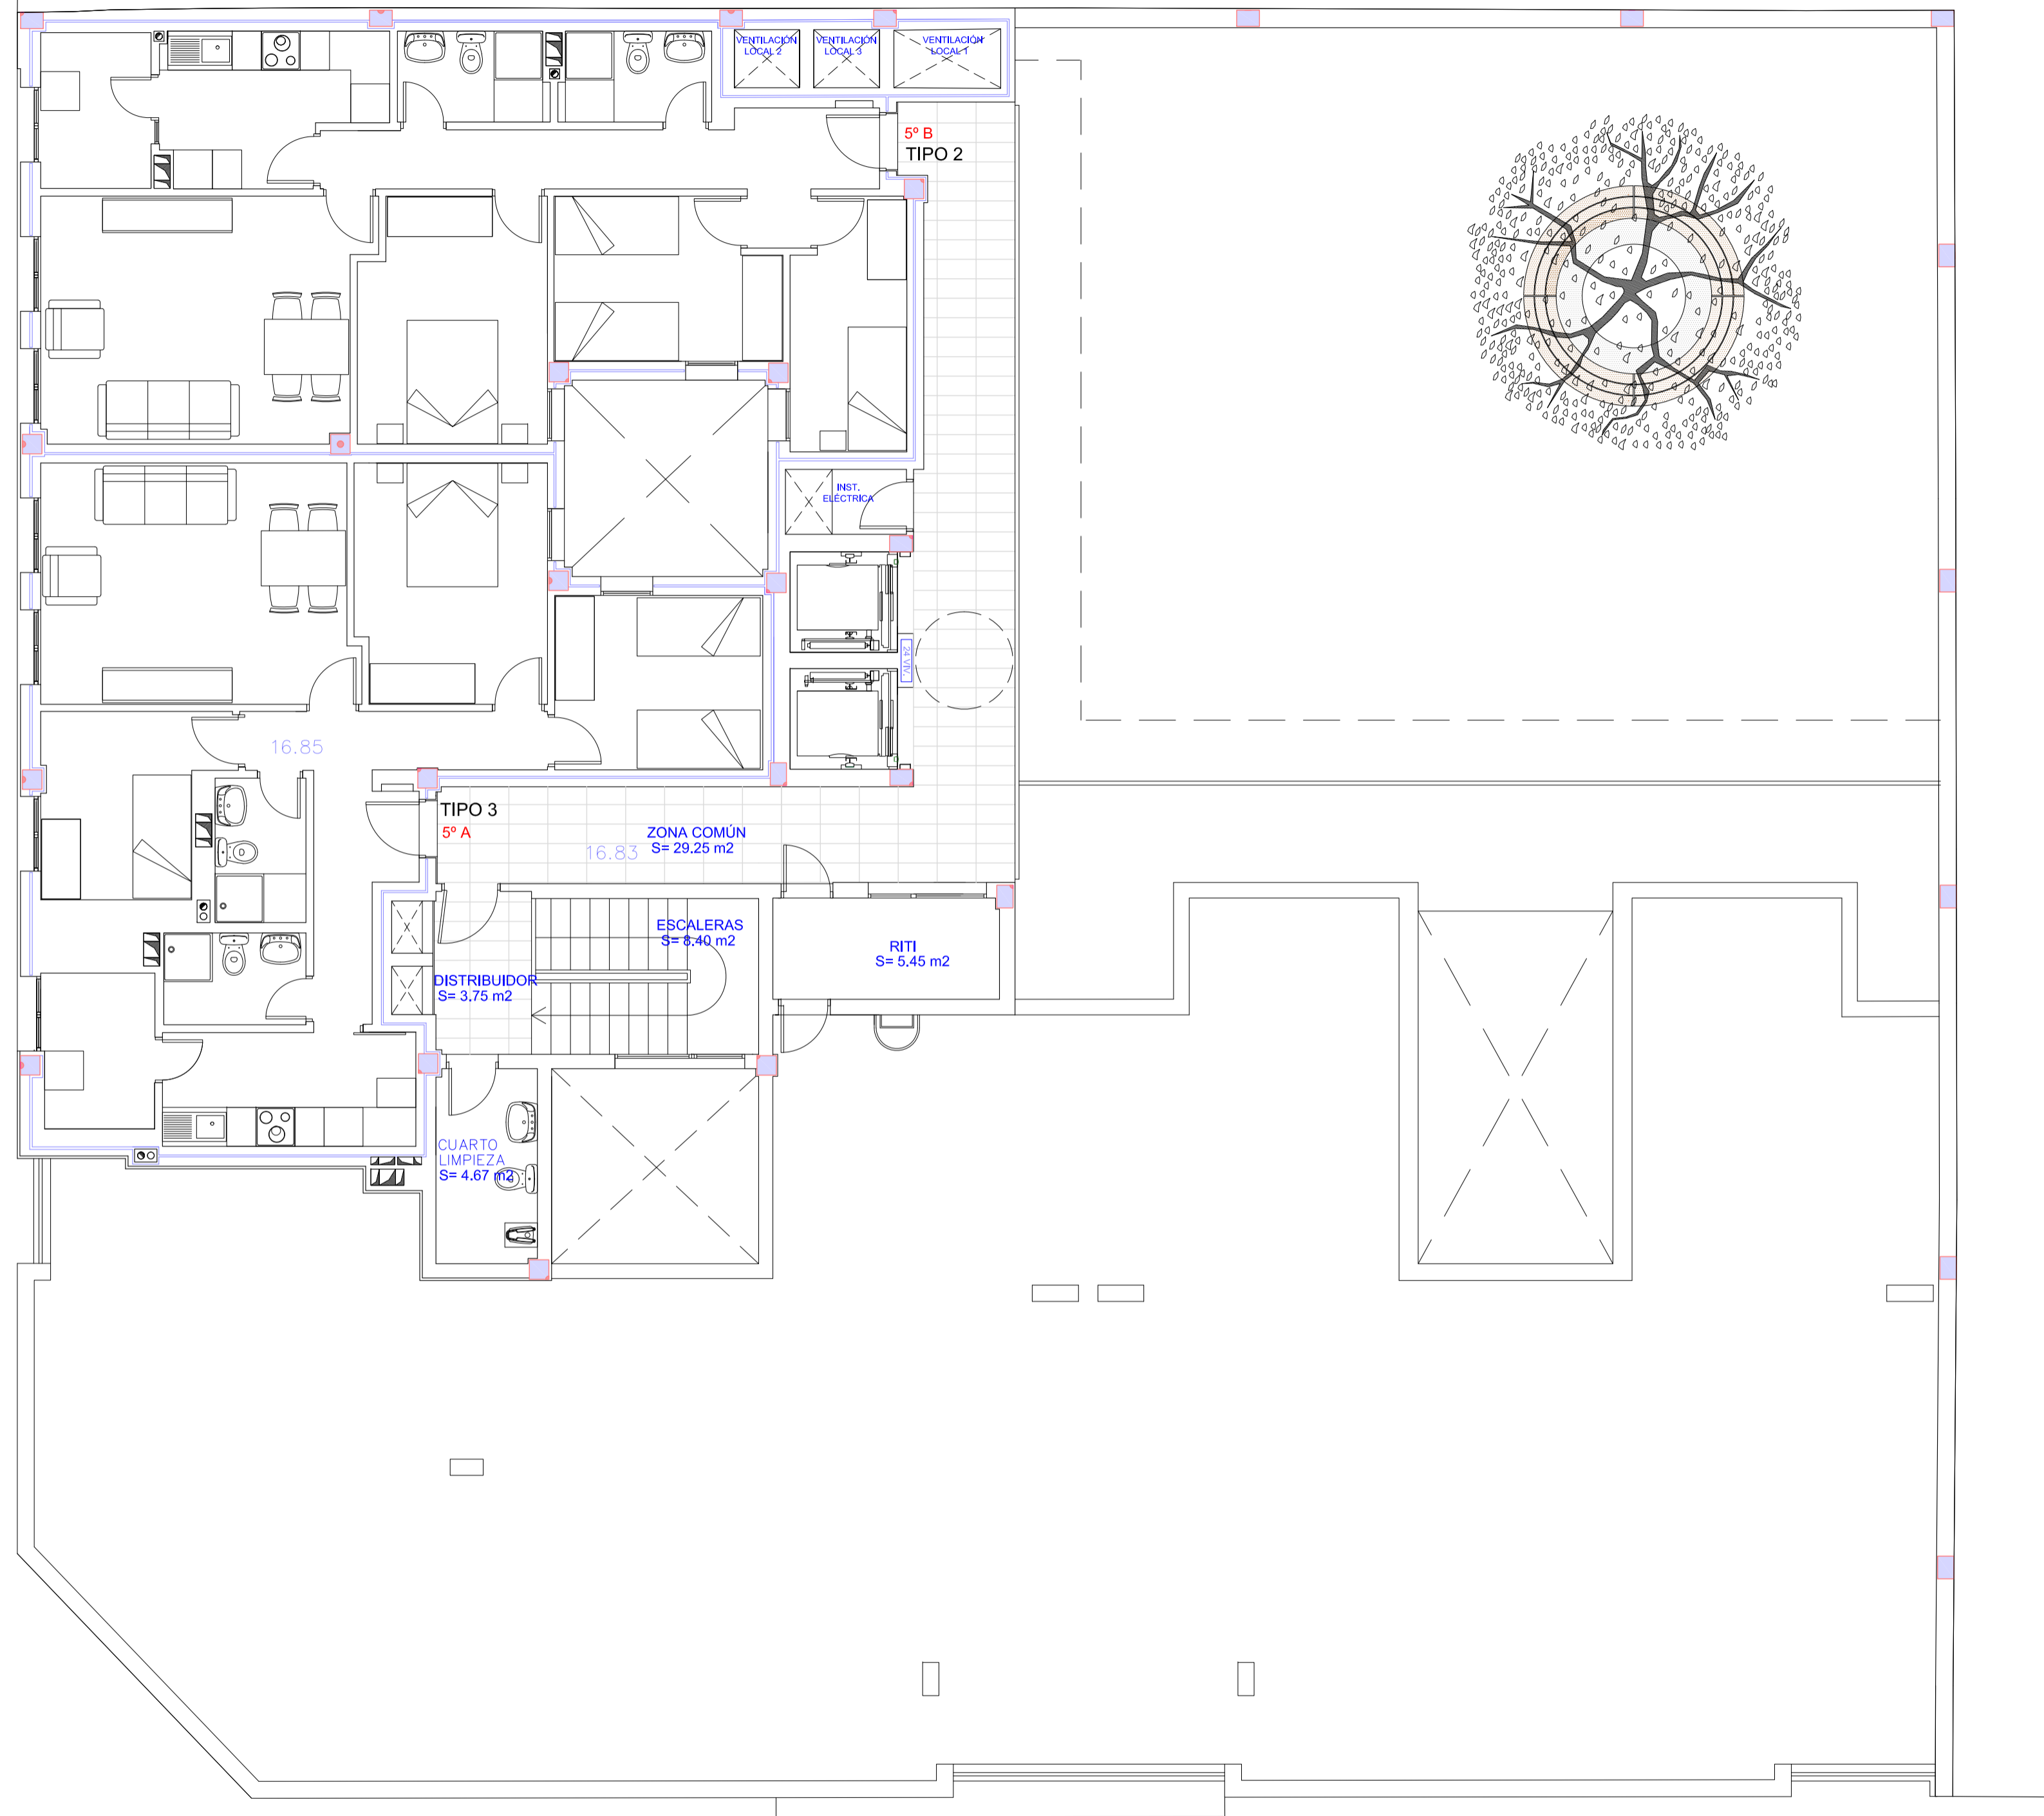 VENTILACIÓN
LOCAL 2
VENTILACIÓN
LOCAL 3
VENTILACIÓN
LOCAL 1
5º B
TIPO 2
INST.
ELÉCTRICA
24 VIV.
16.85
TIPO 3
5º A
16.83
ZONA COMÚN
S= 29.25 m2
ESCALERAS
S= 8.40 m2
RITI
S= 5.45 m2
DISTRIBUIDOR
S= 3.75 m2
CUARTO
LIMPIEZA
S= 4.67 m2